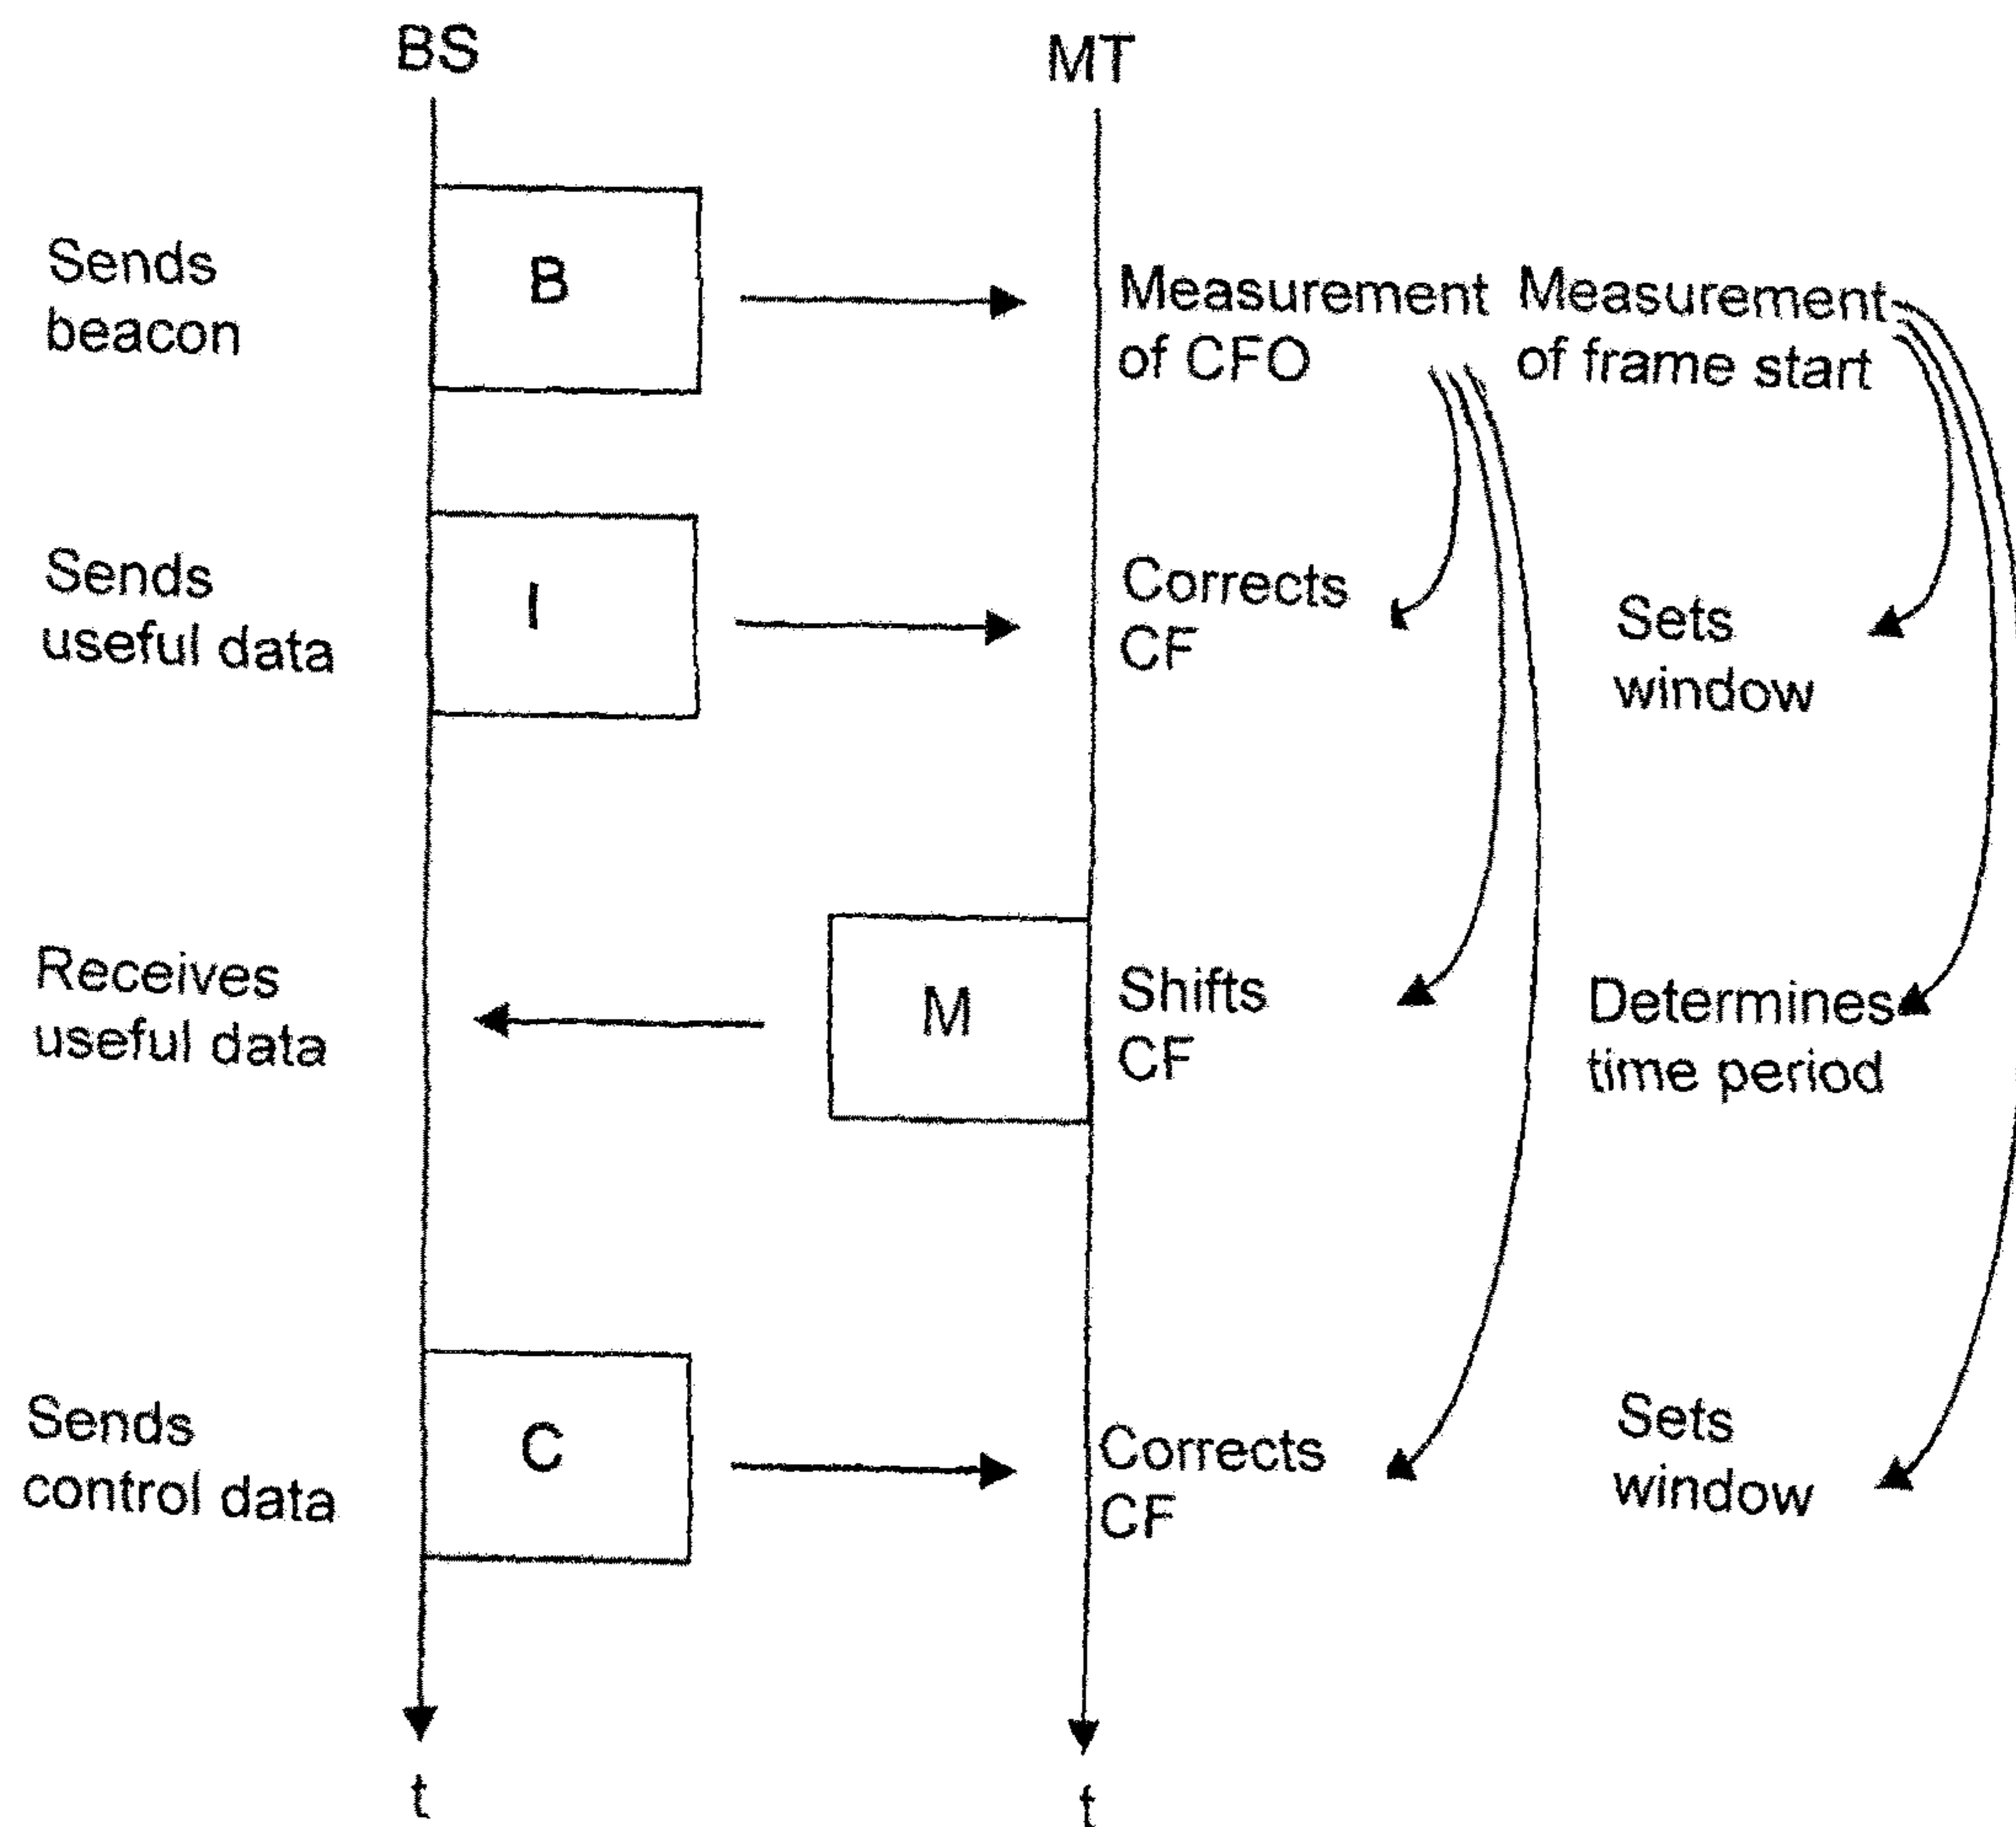 BS
MT
Sends
beacon
B
Measurement
of CFO
Measurement
of frame start
Sends
useful data
I
Corrects
CF
Sets
window
Receives
useful data
M
Shifts
CF
Determines
time period
Sends
control data
C
Corrects
CF
Sets
window
t
t